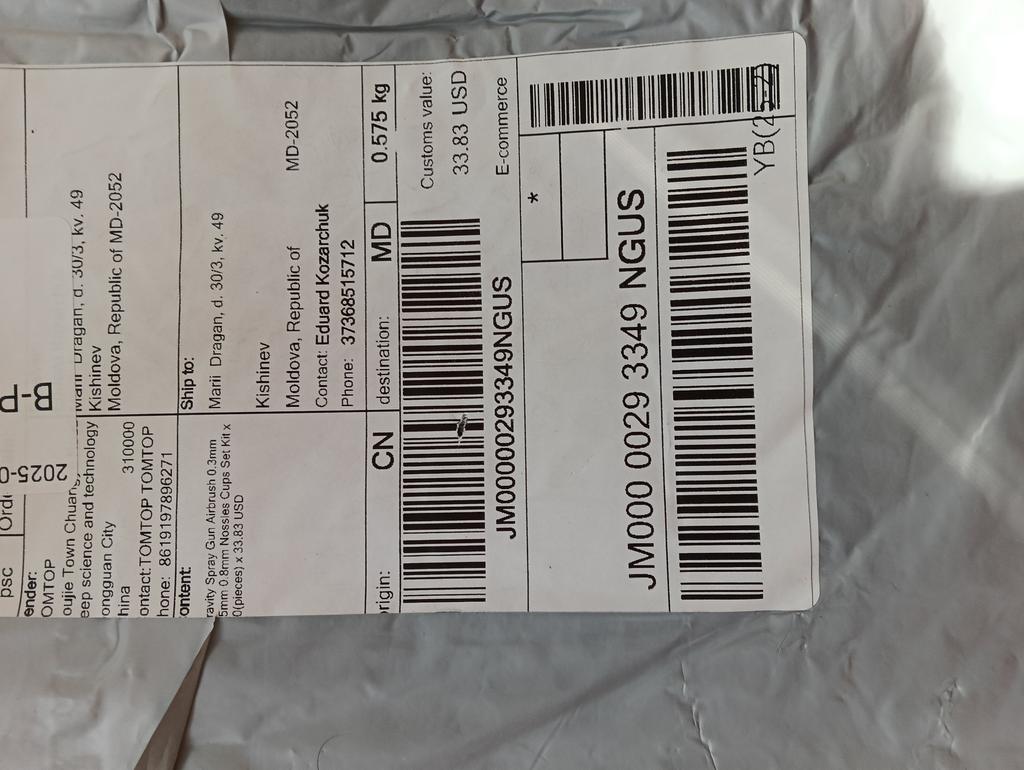 psc
Ord
2025-0
B-P
ender:
OMTOP
oujie Town Chuang
eep science and technology
ongguan City
hina 310000
ontact:TOMTOP TOMTOP
hone: 8619197896271
Marii Dragan, d. 30/3, kv. 49
Kishinev
Moldova, Republic of MD-2052
ontent:
ravity Spray Gun Airbrush 0.3mm
5mm 0.8mm Nossles Cups Set Kit x
0(pieces) x 33.83 USD
Ship to:
Marii Dragan, d. 30/3, kv. 49
Kishinev
Moldova, Republic of MD-2052
Contact: Eduard Kozarchuk
Phone: 37368515712
rigin: CN
destination: MD
0.575 kg
Customs value:
33.83 USD
E-commerce
JM0000293349NGUS
*
JM000 0029 3349 NGUS
YB(25-2)